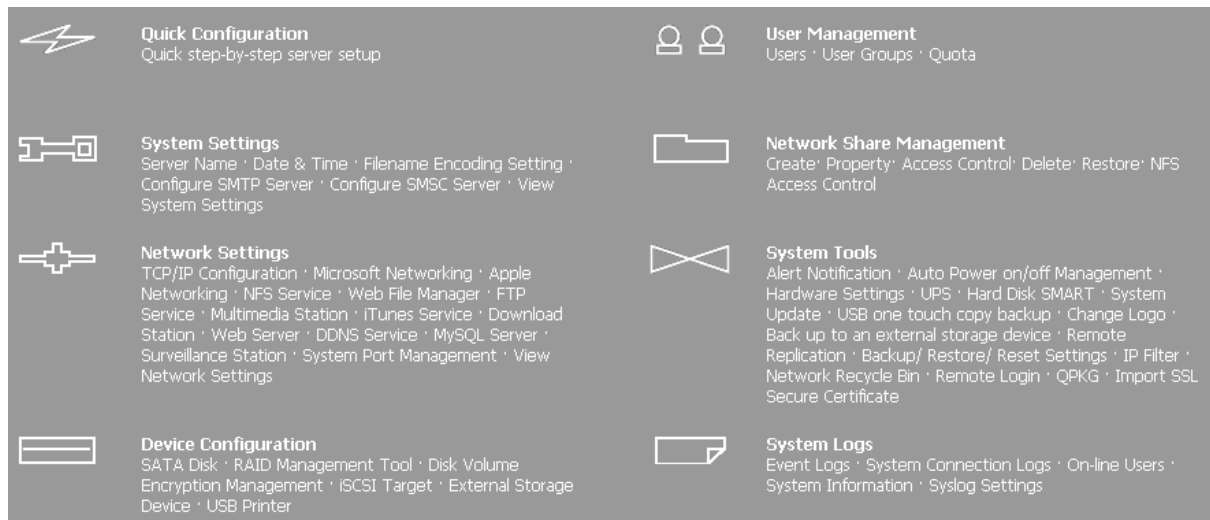 Quick Configuration
Quick step-by-step server setup
User Management
Users · User Groups · Quota
System Settings
Server Name · Date & Time · Filename Encoding Setting ·
Configure SMTP Server · Configure SMSC Server · View
System Settings
Network Share Management
Create· Property· Access Control· Delete· Restore· NFS
Access Control
Network Settings
TCP/IP Configuration · Microsoft Networking · Apple
Networking · NFS Service · Web File Manager · FTP
Service · Multimedia Station · iTunes Service · Download
Station · Web Server · DDNS Service · MySQL Server ·
Surveillance Station · System Port Management · View
Network Settings
System Tools
Alert Notification · Auto Power on/off Management ·
Hardware Settings · UPS · Hard Disk SMART · System
Update · USB one touch copy backup · Change Logo ·
Back up to an external storage device · Remote
Replication · Backup/ Restore/ Reset Settings · IP Filter ·
Network Recycle Bin · Remote Login · QPKG · Import SSL
Secure Certificate
Device Configuration
SATA Disk · RAID Management Tool · Disk Volume
Encryption Management · iSCSI Target · External Storage
Device · USB Printer
System Logs
Event Logs · System Connection Logs · On-line Users ·
System Information · Syslog Settings